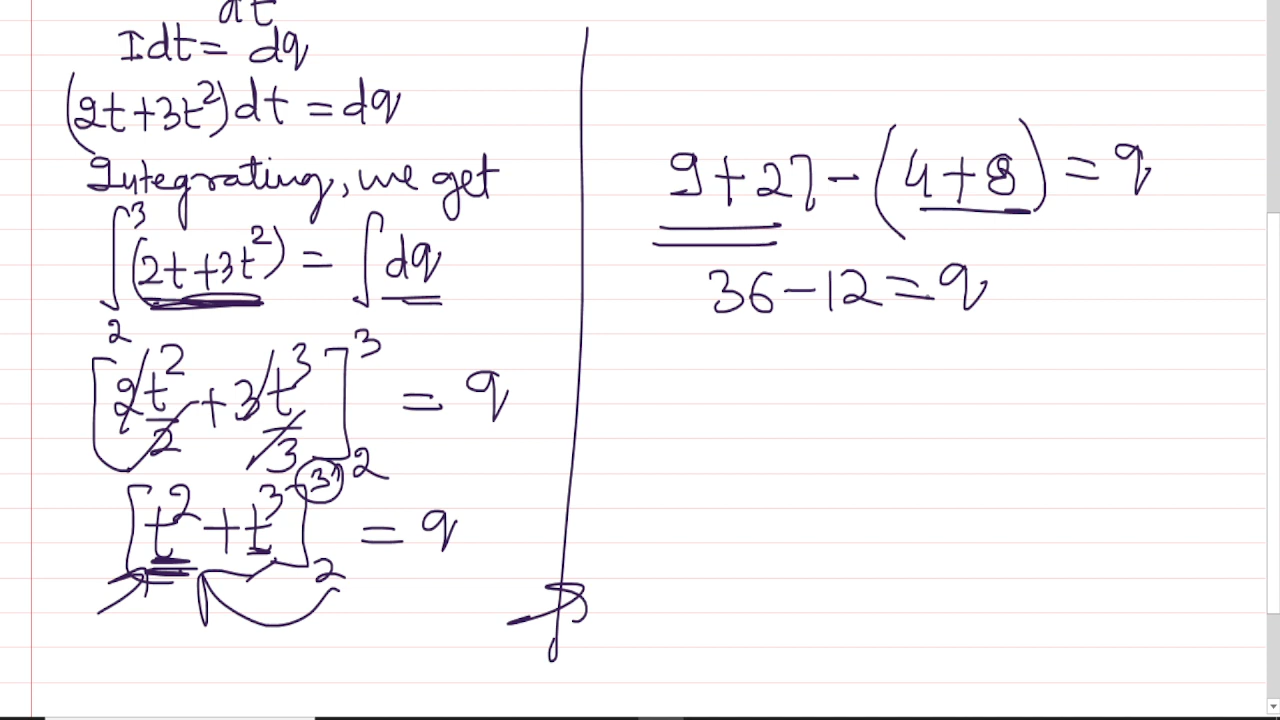 dt
Idt = dq
(2t+3t²)dt = dq
Integrating, we get
∫₂³ (2t+3t²) = ∫dq
[2t²/2 + 3t³/3]₂³ = q
[t²+t³]₂³ = q
9+27-(4+8) = q
36-12=q